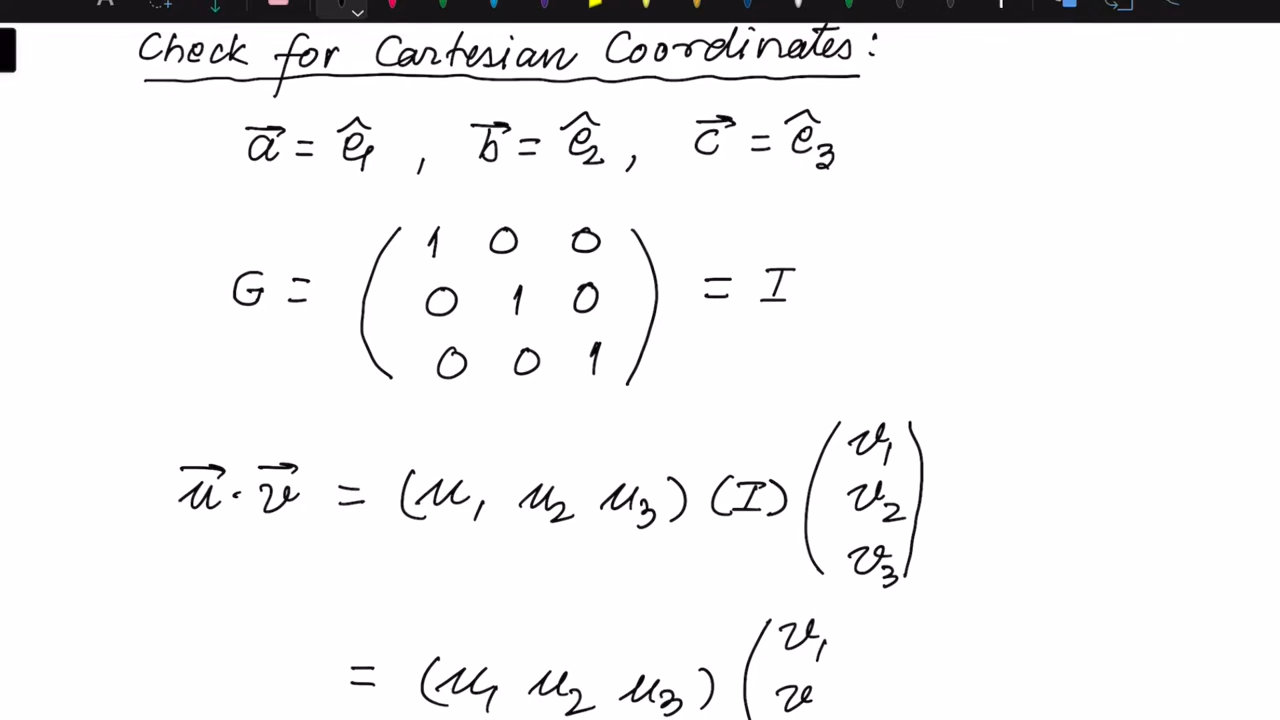 Check for Cartesian Coordinates:
a⃗ = ê₁ , b⃗ = ê₂ , c⃗ = ê₃
G = ( 1 0 0
0 1 0
0 0 1 ) = I
u⃗ · v⃗ = (u₁ u₂ u₃) (I) ( v₁
v₂
v₃ )
= (u₁ u₂ u₃) ( v₁
v